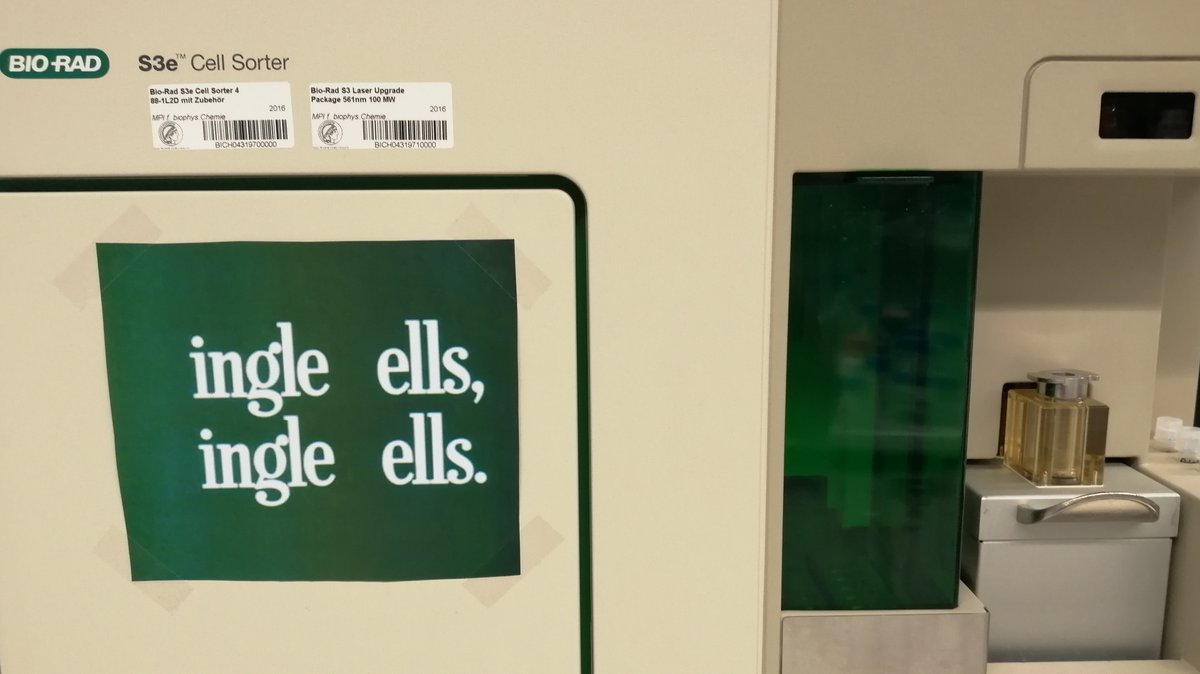 BIO-RAD
S3e™ Cell Sorter
Bio-Rad S3e Cell Sorter 4
88-1L2D mit Zubehör
2016
MPI f. biophys.Chemie
BICH04319700000
Bio-Rad S3 Laser Upgrade
Package 561nm 100 MW
2016
MPI f. biophys.Chemie
BICH04319710000
ingle ells,
ingle ells.